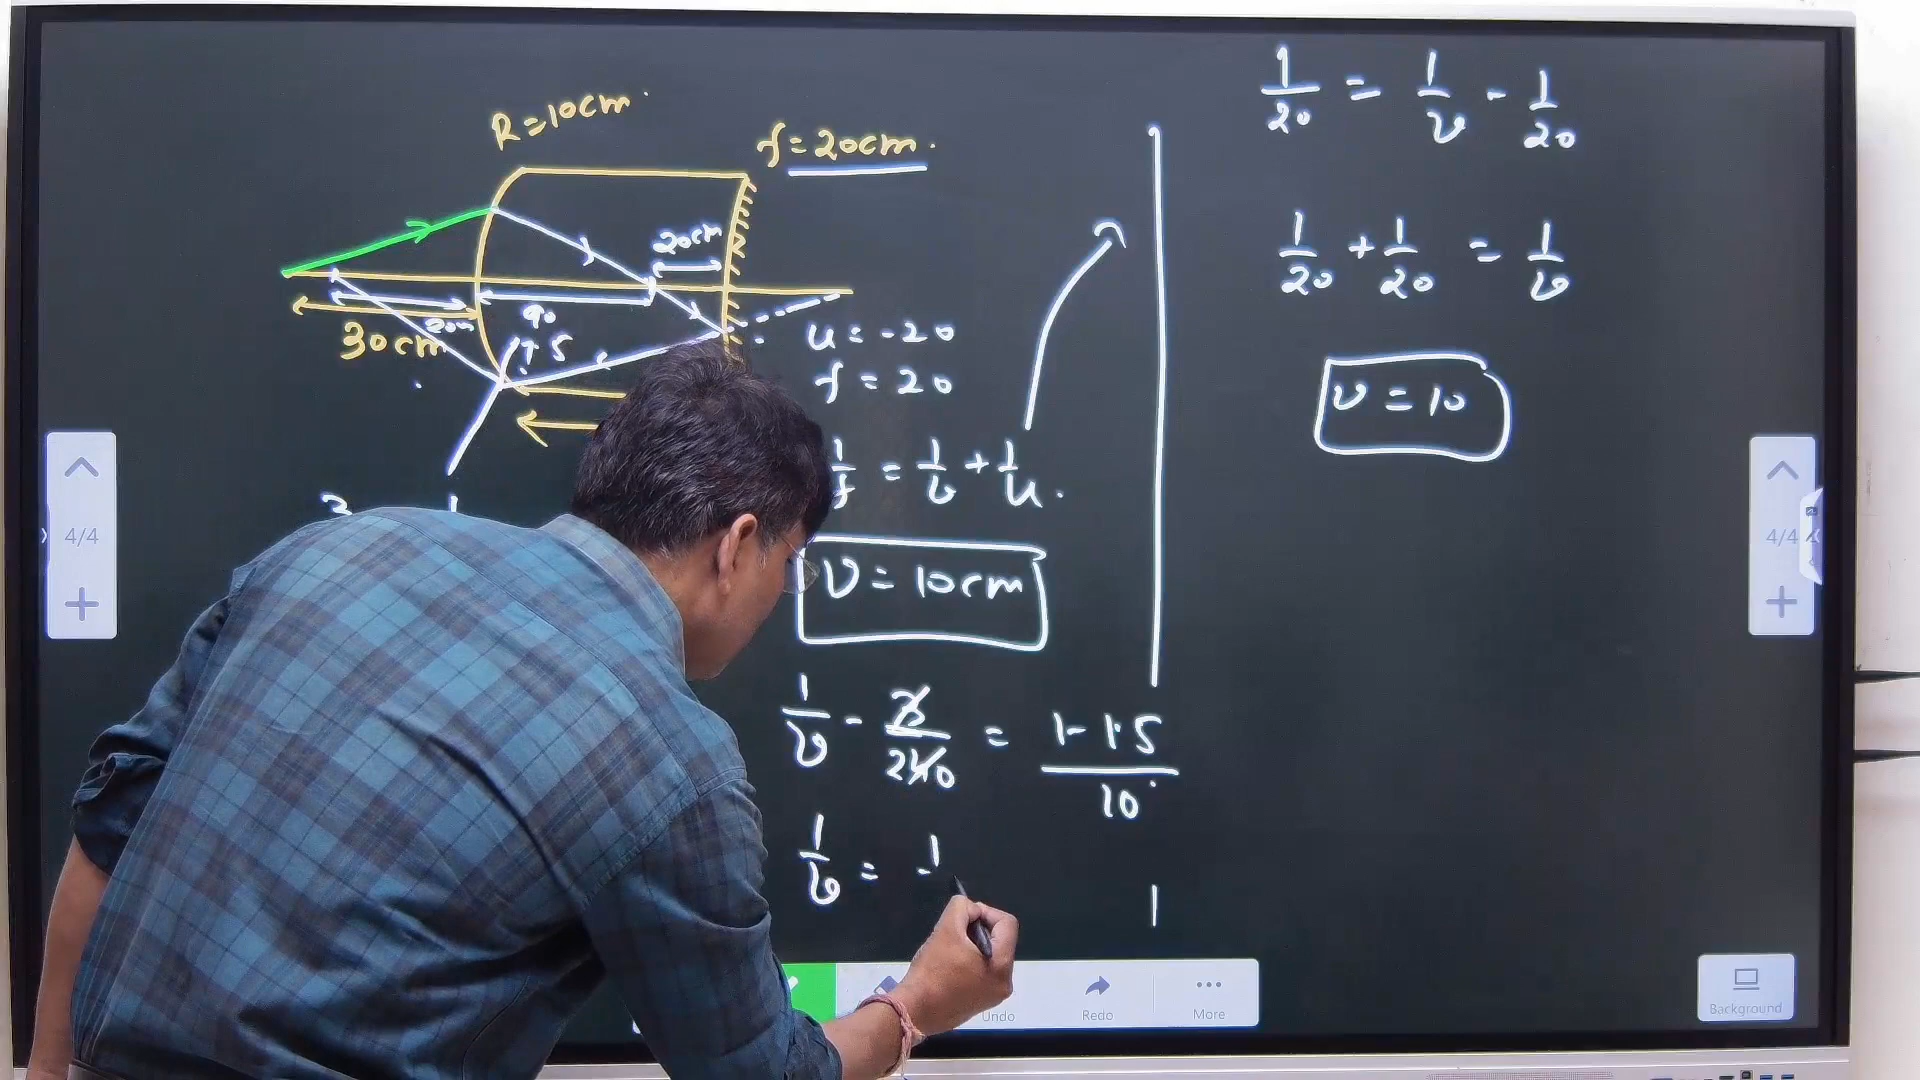 R=10cm
f=20cm.
20cm
30cm
20cm
90
1.5
u=-20
f=20
1/f = 1/v + 1/u.
v=10cm
1/v - 3/240 = 1-1.5/10
1/v = -1
1
1/20 = 1/v - 1/20
1/20 + 1/20 = 1/v
v=10
4/4
4/4
Undo
Redo
More
Background